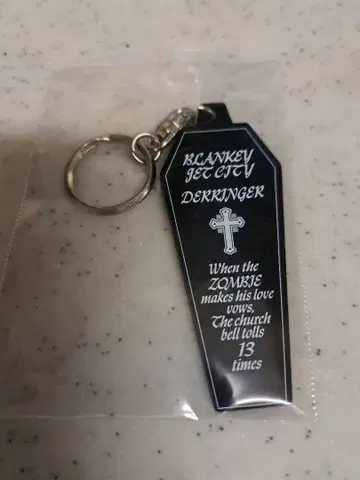 BLANKEY
JET CITY
DERRINGER
When the
ZOMBIE
makes his love
vows,
The church
bell tolls
13
times